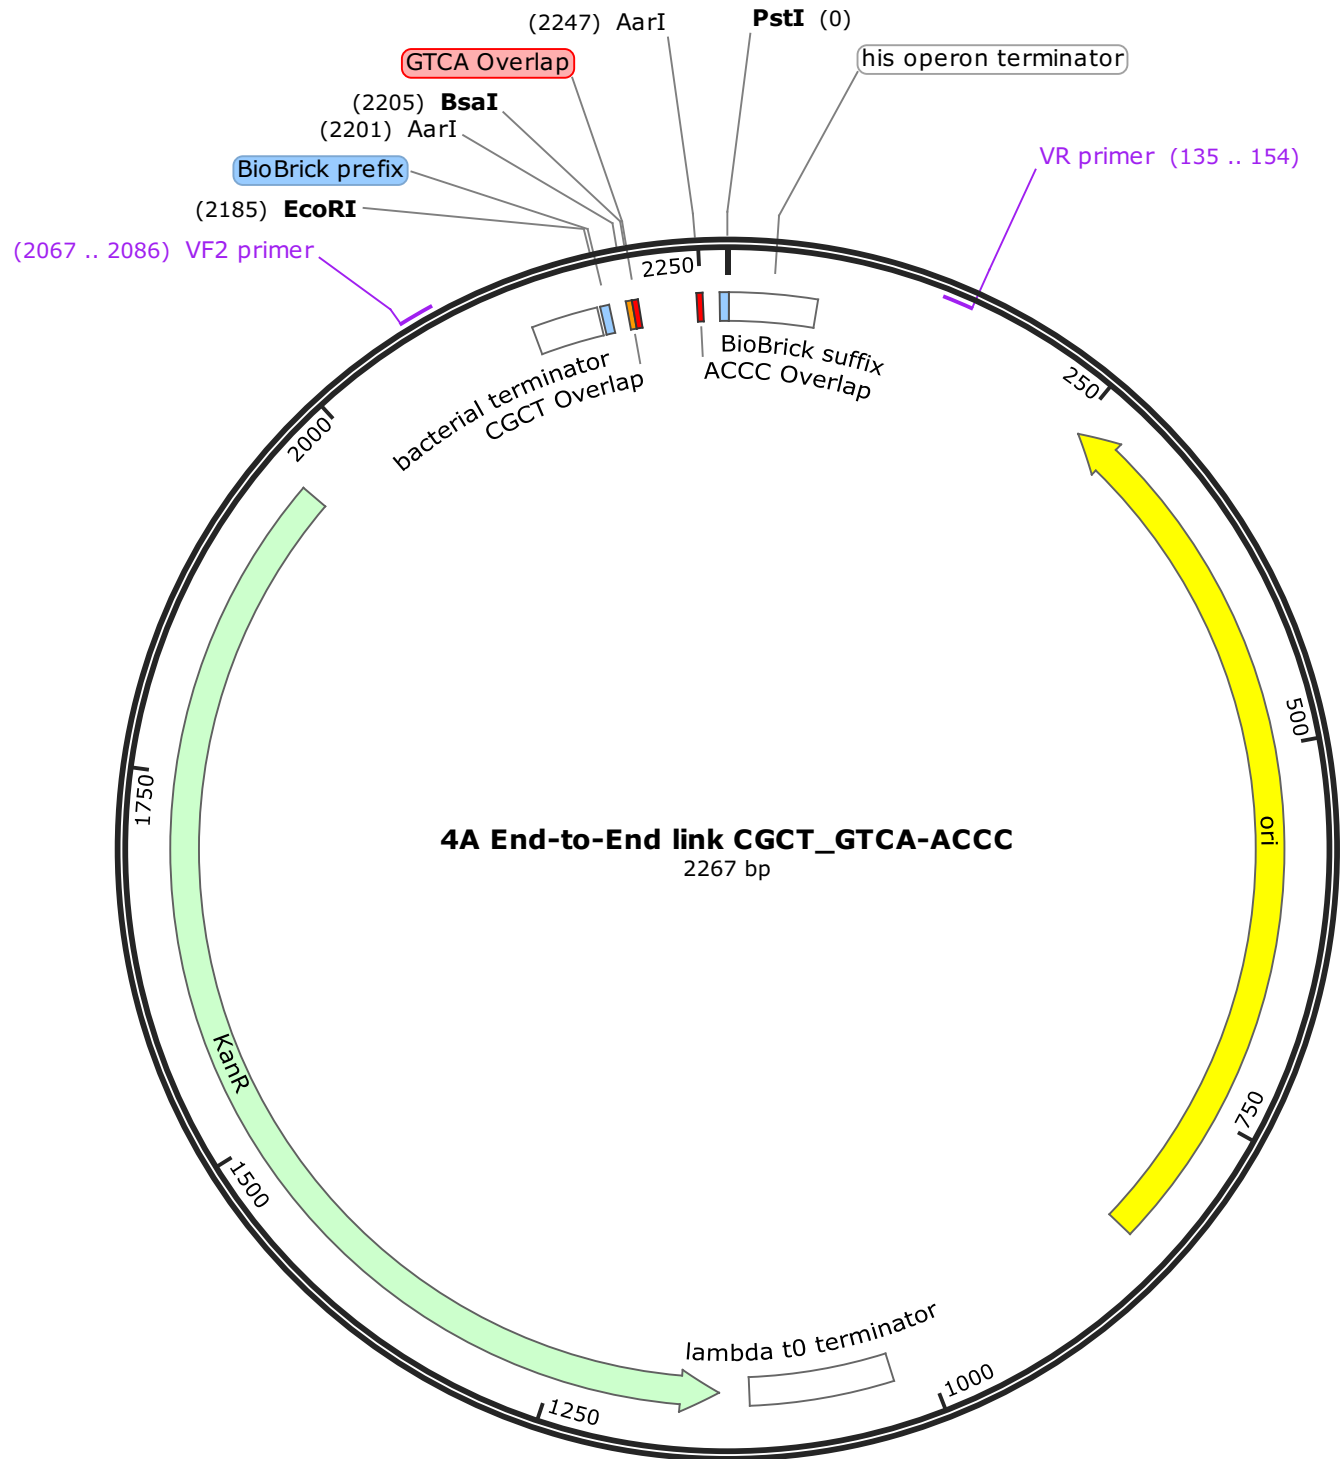 (2247) AarI
PstI (0)
GTCA Overlap
his operon terminator
(2205) BsaI
(2201) AarI
BioBrick prefix
VR primer (135 .. 154)
(2185) EcoRI
(2067 .. 2086) VF2 primer
2250
BioBrick suffix
ACCC Overlap
bacterial terminator
CGCT Overlap
250
2000
500
1750
ori
4A End-to-End link CGCT_GTCA-ACCC
2267 bp
KanR
750
1500
lambda t0 terminator
1000
1250